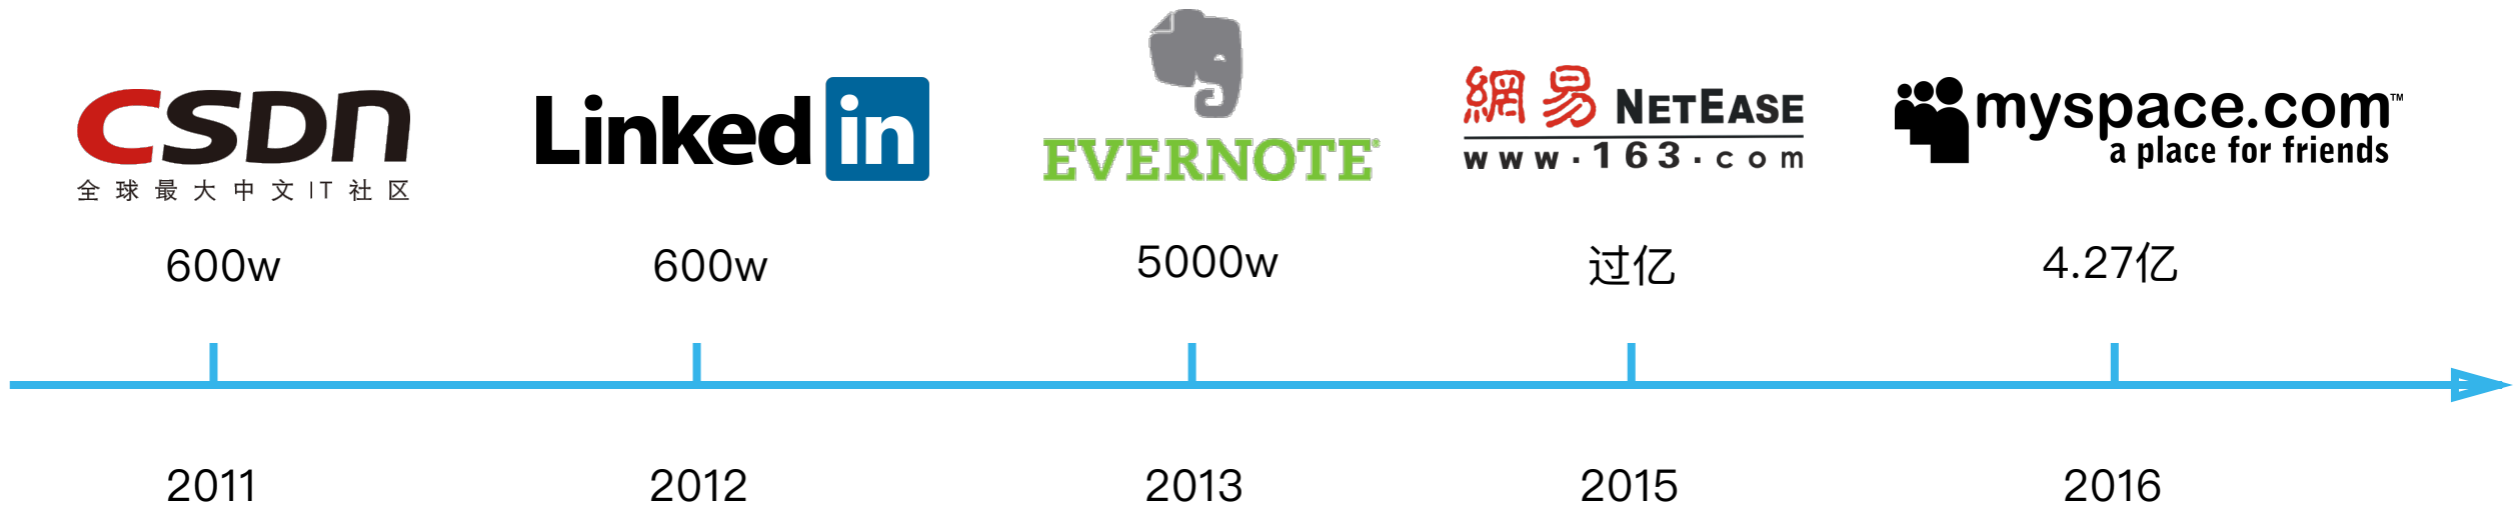 CSDN
全球最大中文IT社区
Linked in
EVERNOTE®
網易 NETEASE
www.163.com
myspace.com™
a place for friends
600w
600w
5000w
过亿
4.27亿
2011
2012
2013
2015
2016